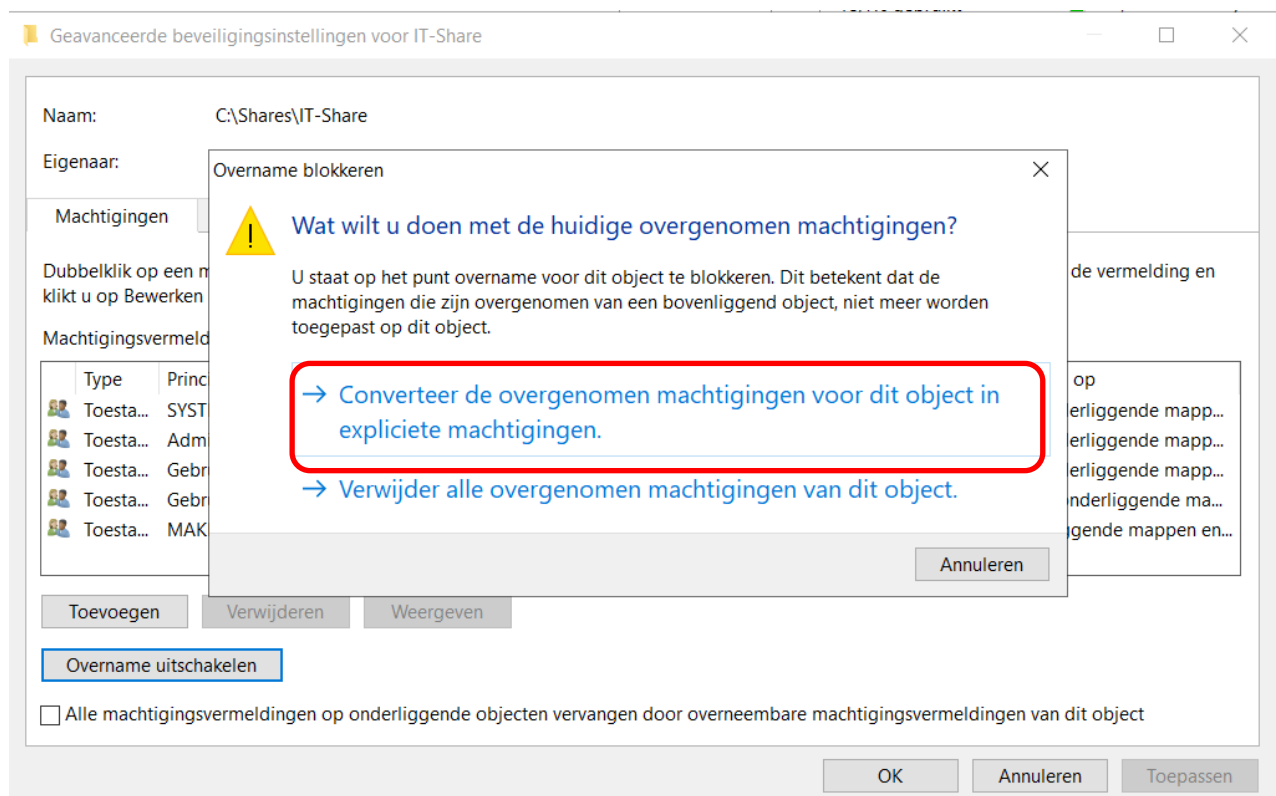 Geavanceerde beveiligingsinstellingen voor IT-Share
Naam: C:\Shares\IT-Share
Eigenaar:
Overname blokkeren
Machtigingen
Wat wilt u doen met de huidige overgenomen machtigingen?
Dubbelklik op een m de vermelding en
klikt u op Bewerken
U staat op het punt overname voor dit object te blokkeren. Dit betekent dat de
machtigingen die zijn overgenomen van een bovenliggend object, niet meer worden
toegepast op dit object.
Machtigingsvermeld
Type Princ op
→ Converteer de overgenomen machtigingen voor dit object in
expliciete machtigingen.
Toesta... SYST erliggende mapp...
Toesta... Admi erliggende mapp...
Toesta... Gebr erliggende mapp...
→ Verwijder alle overgenomen machtigingen van dit object.
Toesta... Gebr nderliggende ma...
Toesta... MAK ggende mappen en...
Annuleren
Toevoegen Verwijderen Weergeven
Overname uitschakelen
Alle machtigingsvermeldingen op onderliggende objecten vervangen door overneembare machtigingsvermeldingen van dit object
OK Annuleren Toepassen